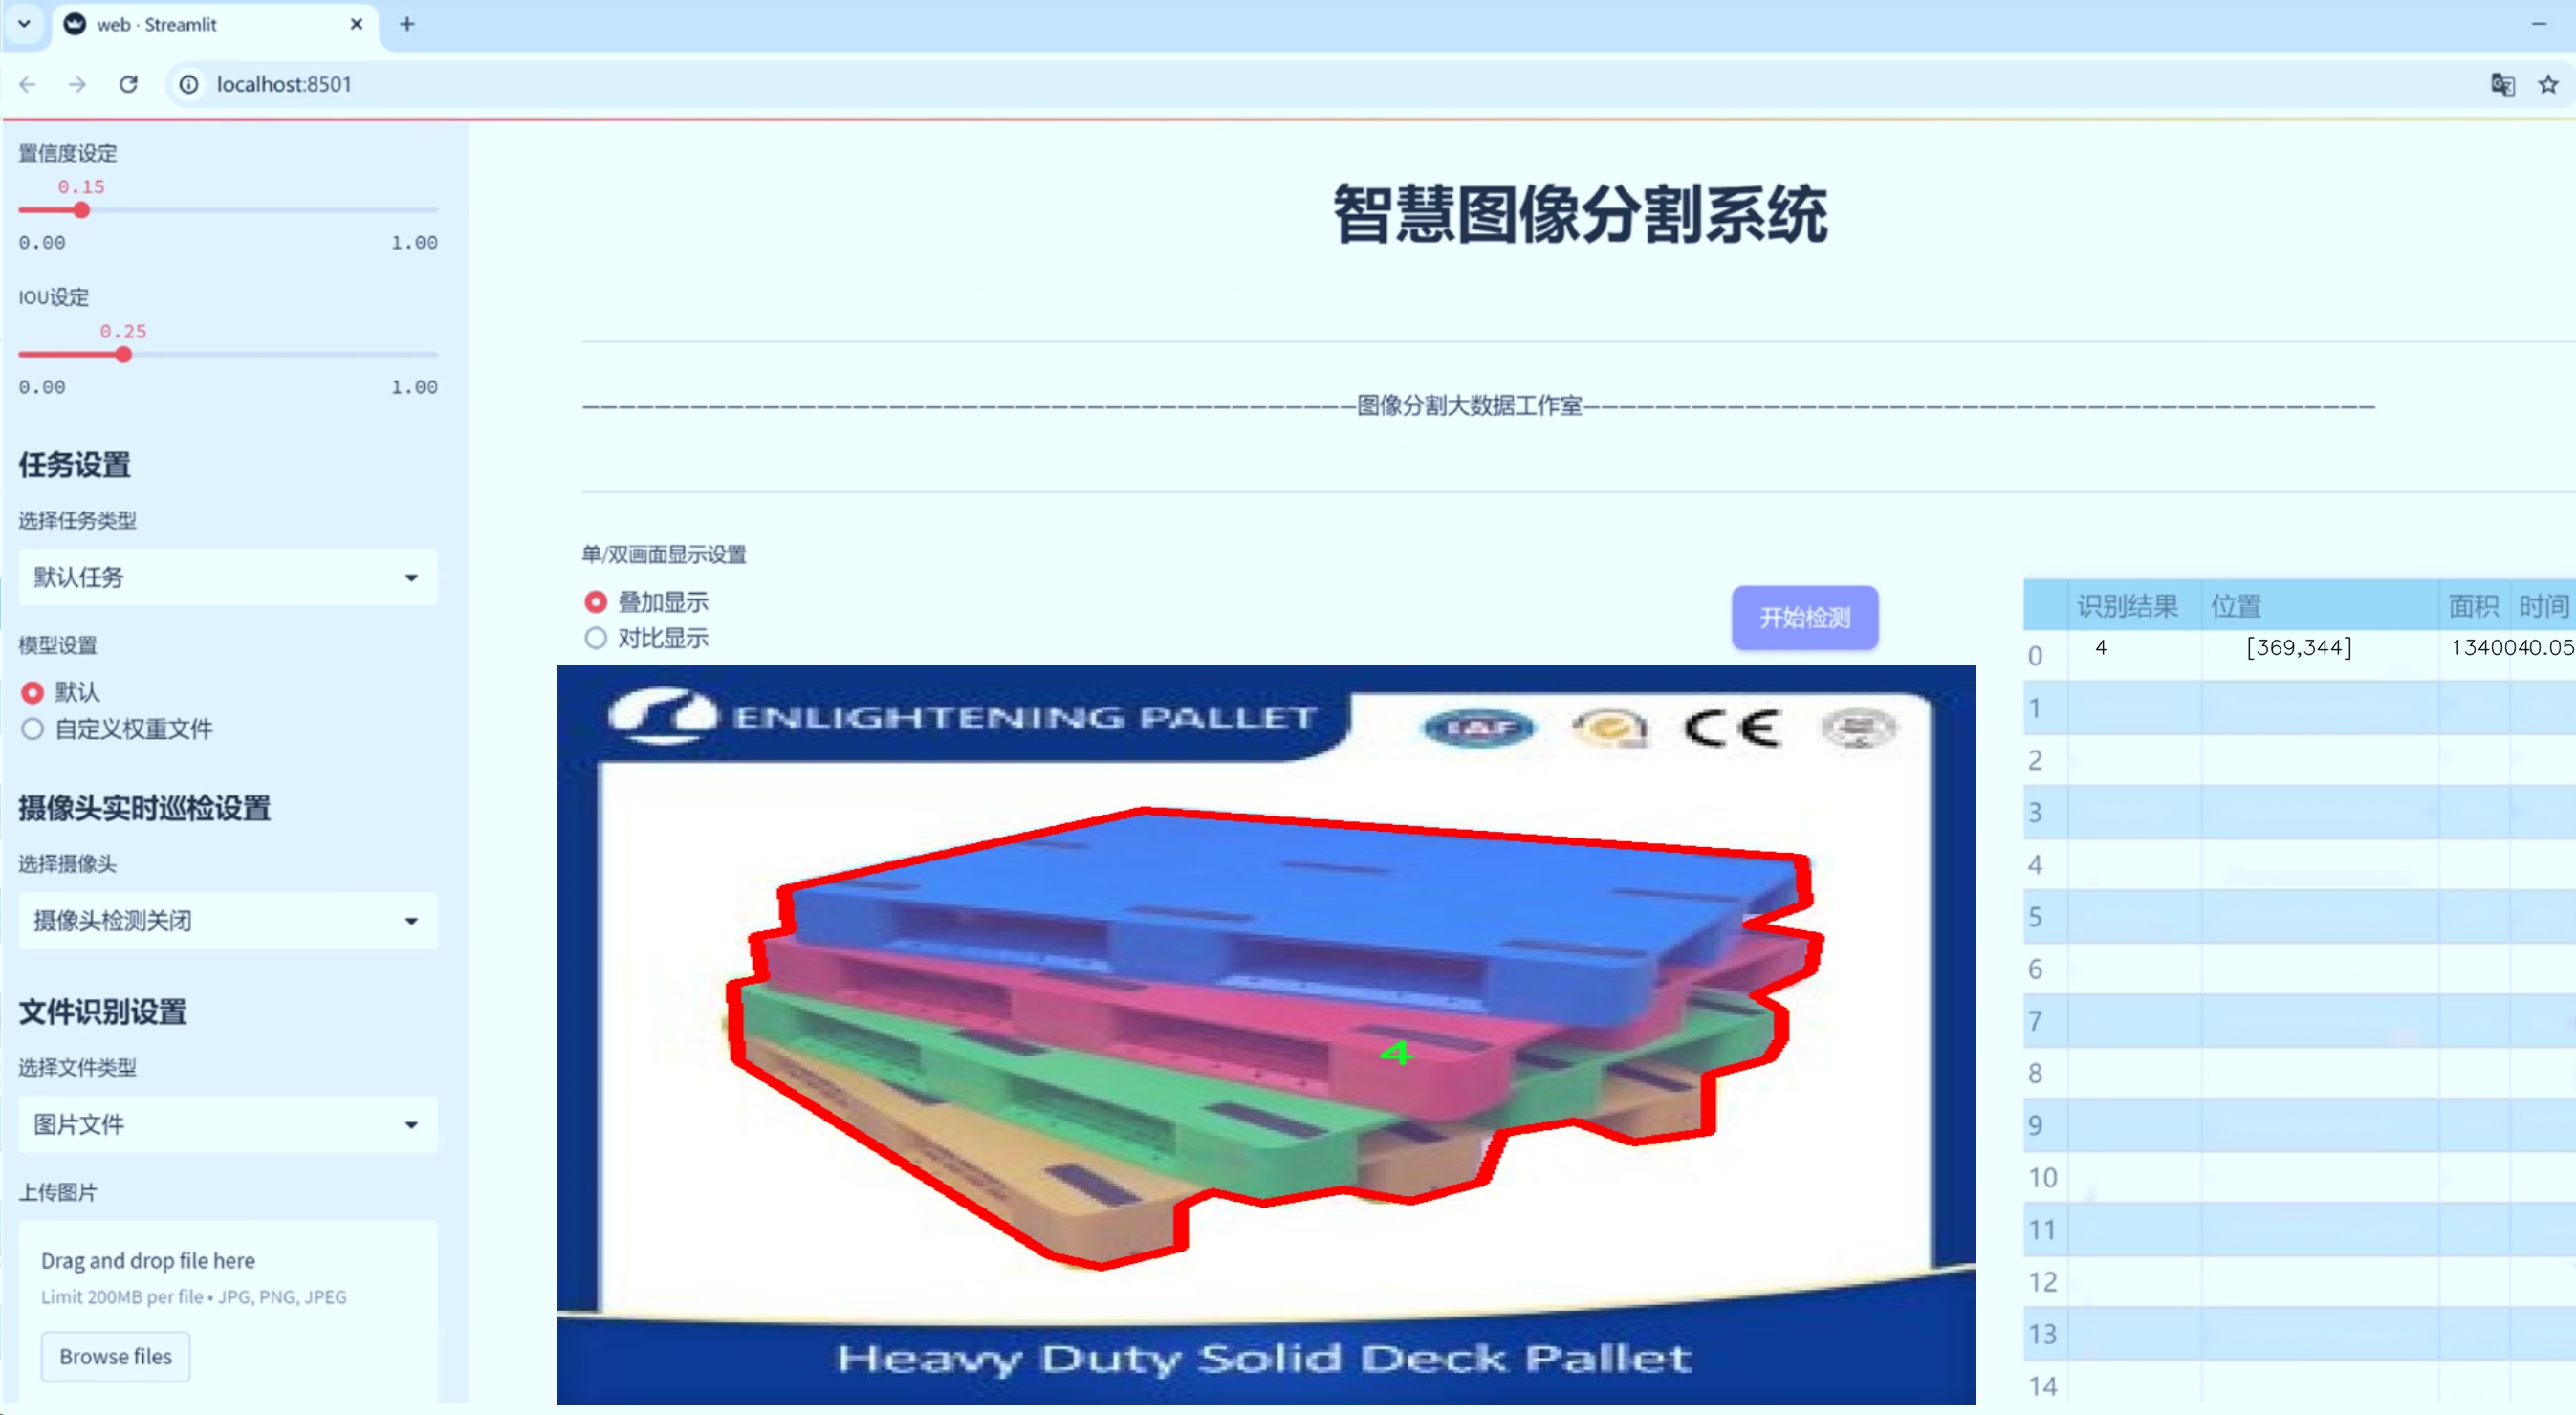 web · Streamlit
localhost:8501
置信度设定
0.15
0.00 1.00
IOU设定
0.25
0.00 1.00
任务设置
选择任务类型
默认任务
模型设置
默认
自定义权重文件
摄像头实时巡检设置
选择摄像头
摄像头检测关闭
文件识别设置
选择文件类型
图片文件
上传图片
Drag and drop file here
Limit 200MB per file • JPG, PNG, JPEG
Browse files
智慧图像分割系统
图像分割大数据工作室
单/双画面显示设置
叠加显示
对比显示
开始检测
ENLIGHTENING PALLET
IAF
CE
4
Heavy Duty Solid Deck Pallet
识别结果 位置 面积 时间
0 4 [369,344] 1340040.05
1
2
3
4
5
6
7
8
9
10
11
12
13
14